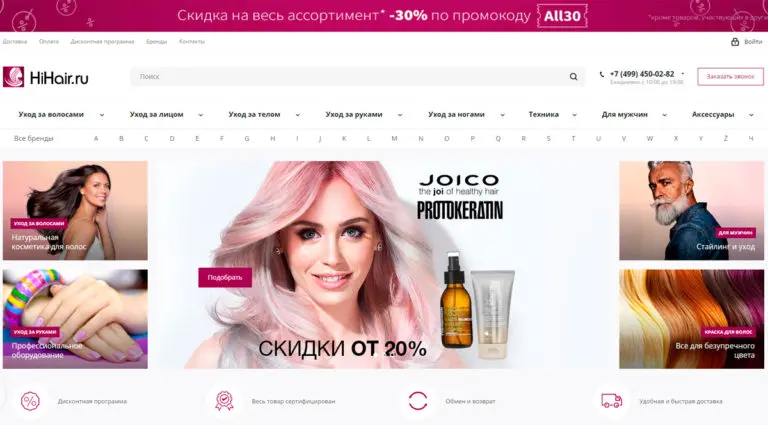 Скидка на весь ассортимент* -30% по промокоду All30 *кроме товаров, участвующих в други
Доставка Оплата Дисконтная программа Бренды Контакты Войти
HiHair.ru Поиск +7 (499) 450-02-82 Заказать звонок
Ежедневно с 10:00 до 19:00
Уход за волосами Уход за лицом Уход за телом Уход за руками Уход за ногами Техника Для мужчин Аксессуары
Все бренды A B C D E F G H I J K L M N O P Q R S T U V W X Y Z Ч
JOICO
the joi of healthy hair
PROTOKERATIN
УХОД ЗА ВОЛОСАМИ
Натуральная
косметика для волос
ДЛЯ МУЖЧИН
Стайлинг и уход
Подобрать
СКИДКИ ОТ 20%
УХОД ЗА РУКАМИ
Профессиональное
оборудование
КРАСКА ДЛЯ ВОЛОС
Все для безупречного
цвета
Дисконтная программа Весь товар сертифицирован Обмен и возврат Удобная и быстрая доставка